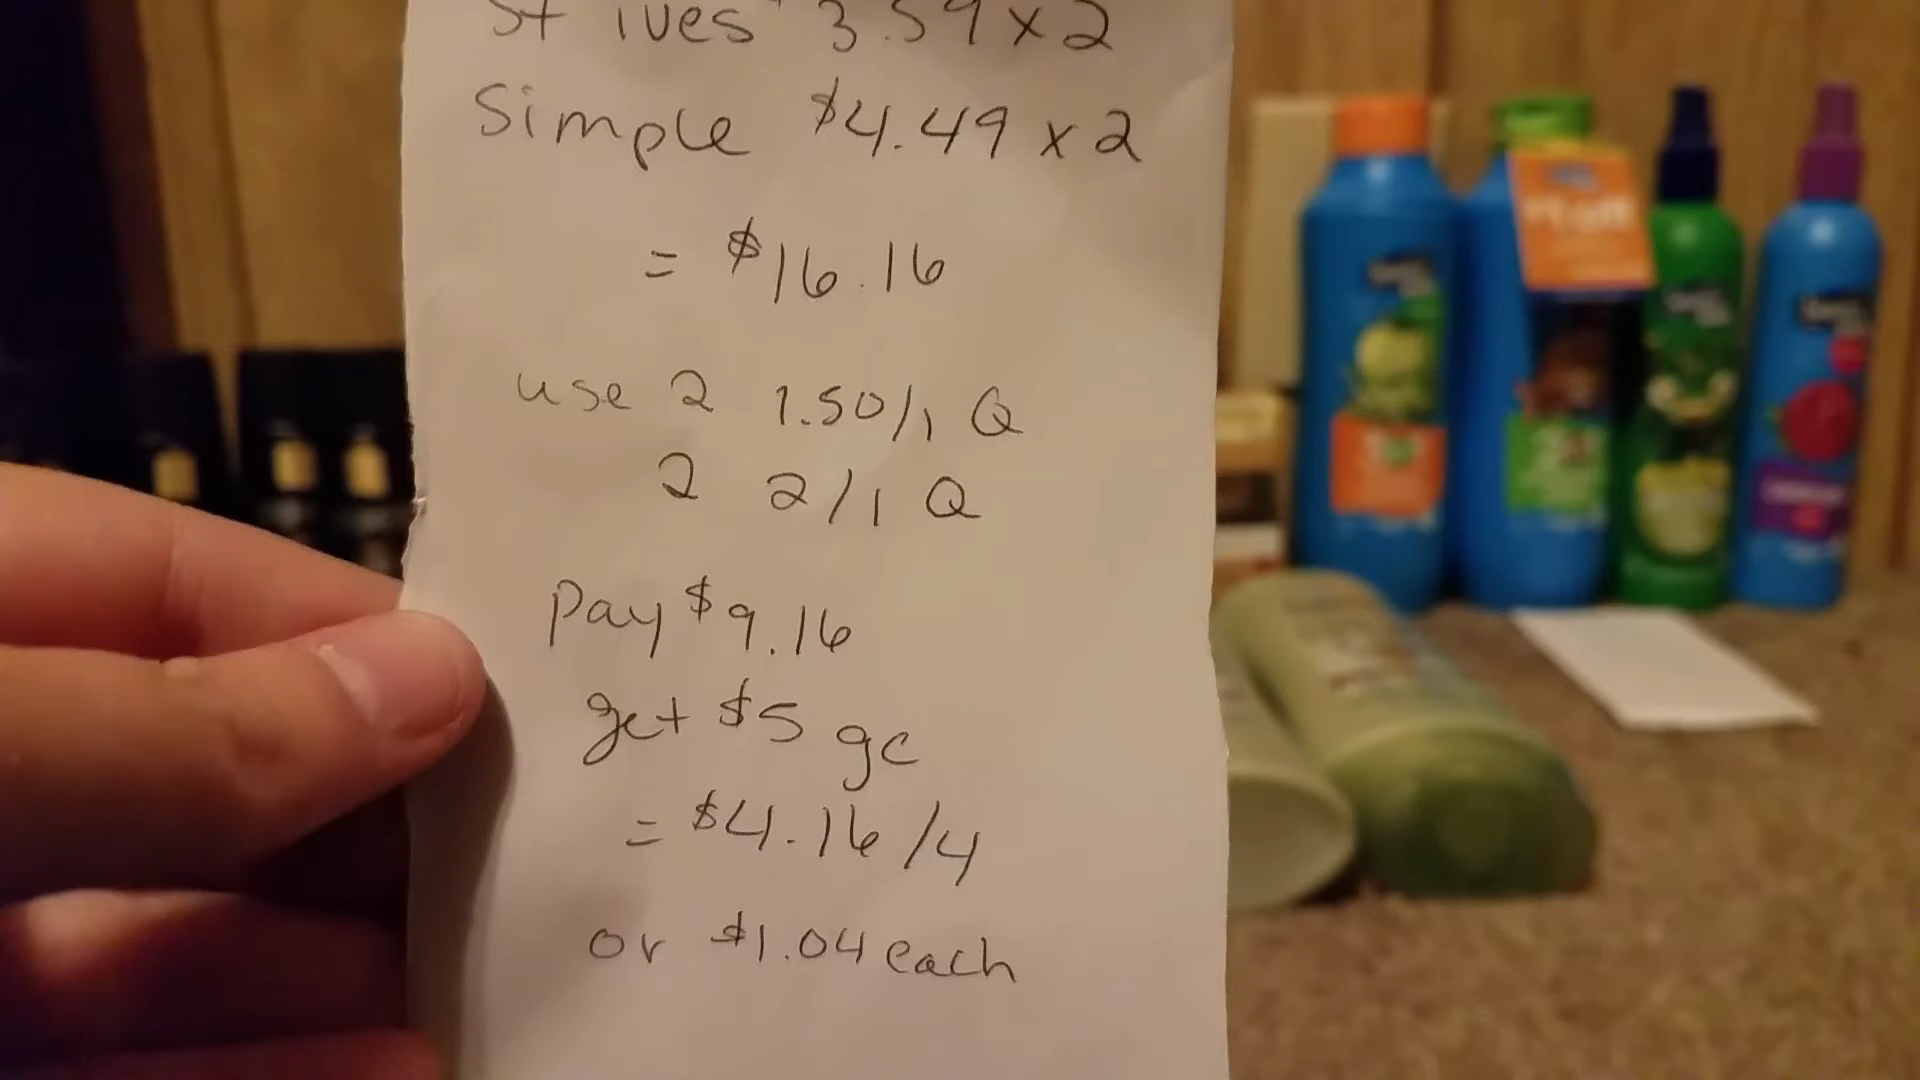 St Ives 3.59 x 2
Simple $4.49 x 2
= $16.16
use 2 1.50/1 Q
2 2/1 Q
Pay $9.16
get $5 gc
= $4.16/4
or $1.04 each